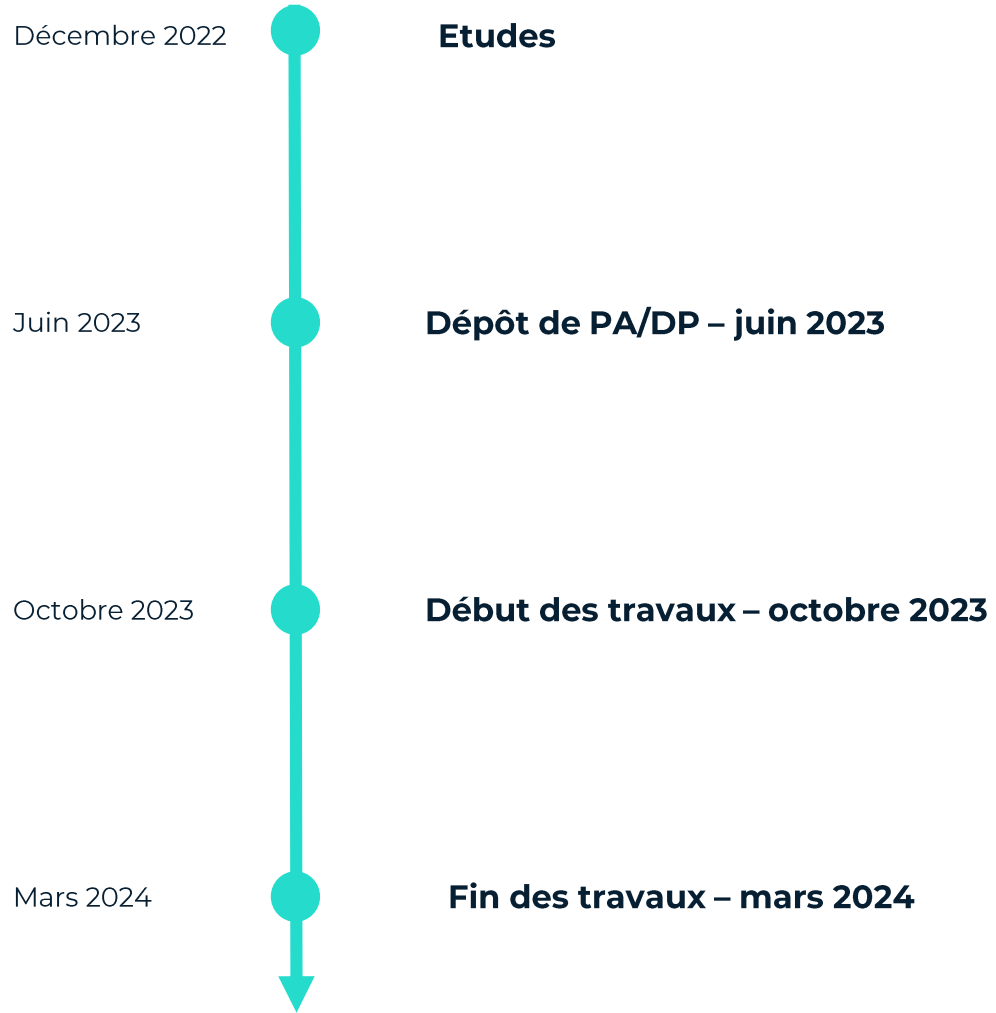 Décembre 2022
Etudes
Juin 2023
Dépôt de PA/DP – juin 2023
Octobre 2023
Début des travaux – octobre 2023
Mars 2024
Fin des travaux – mars 2024